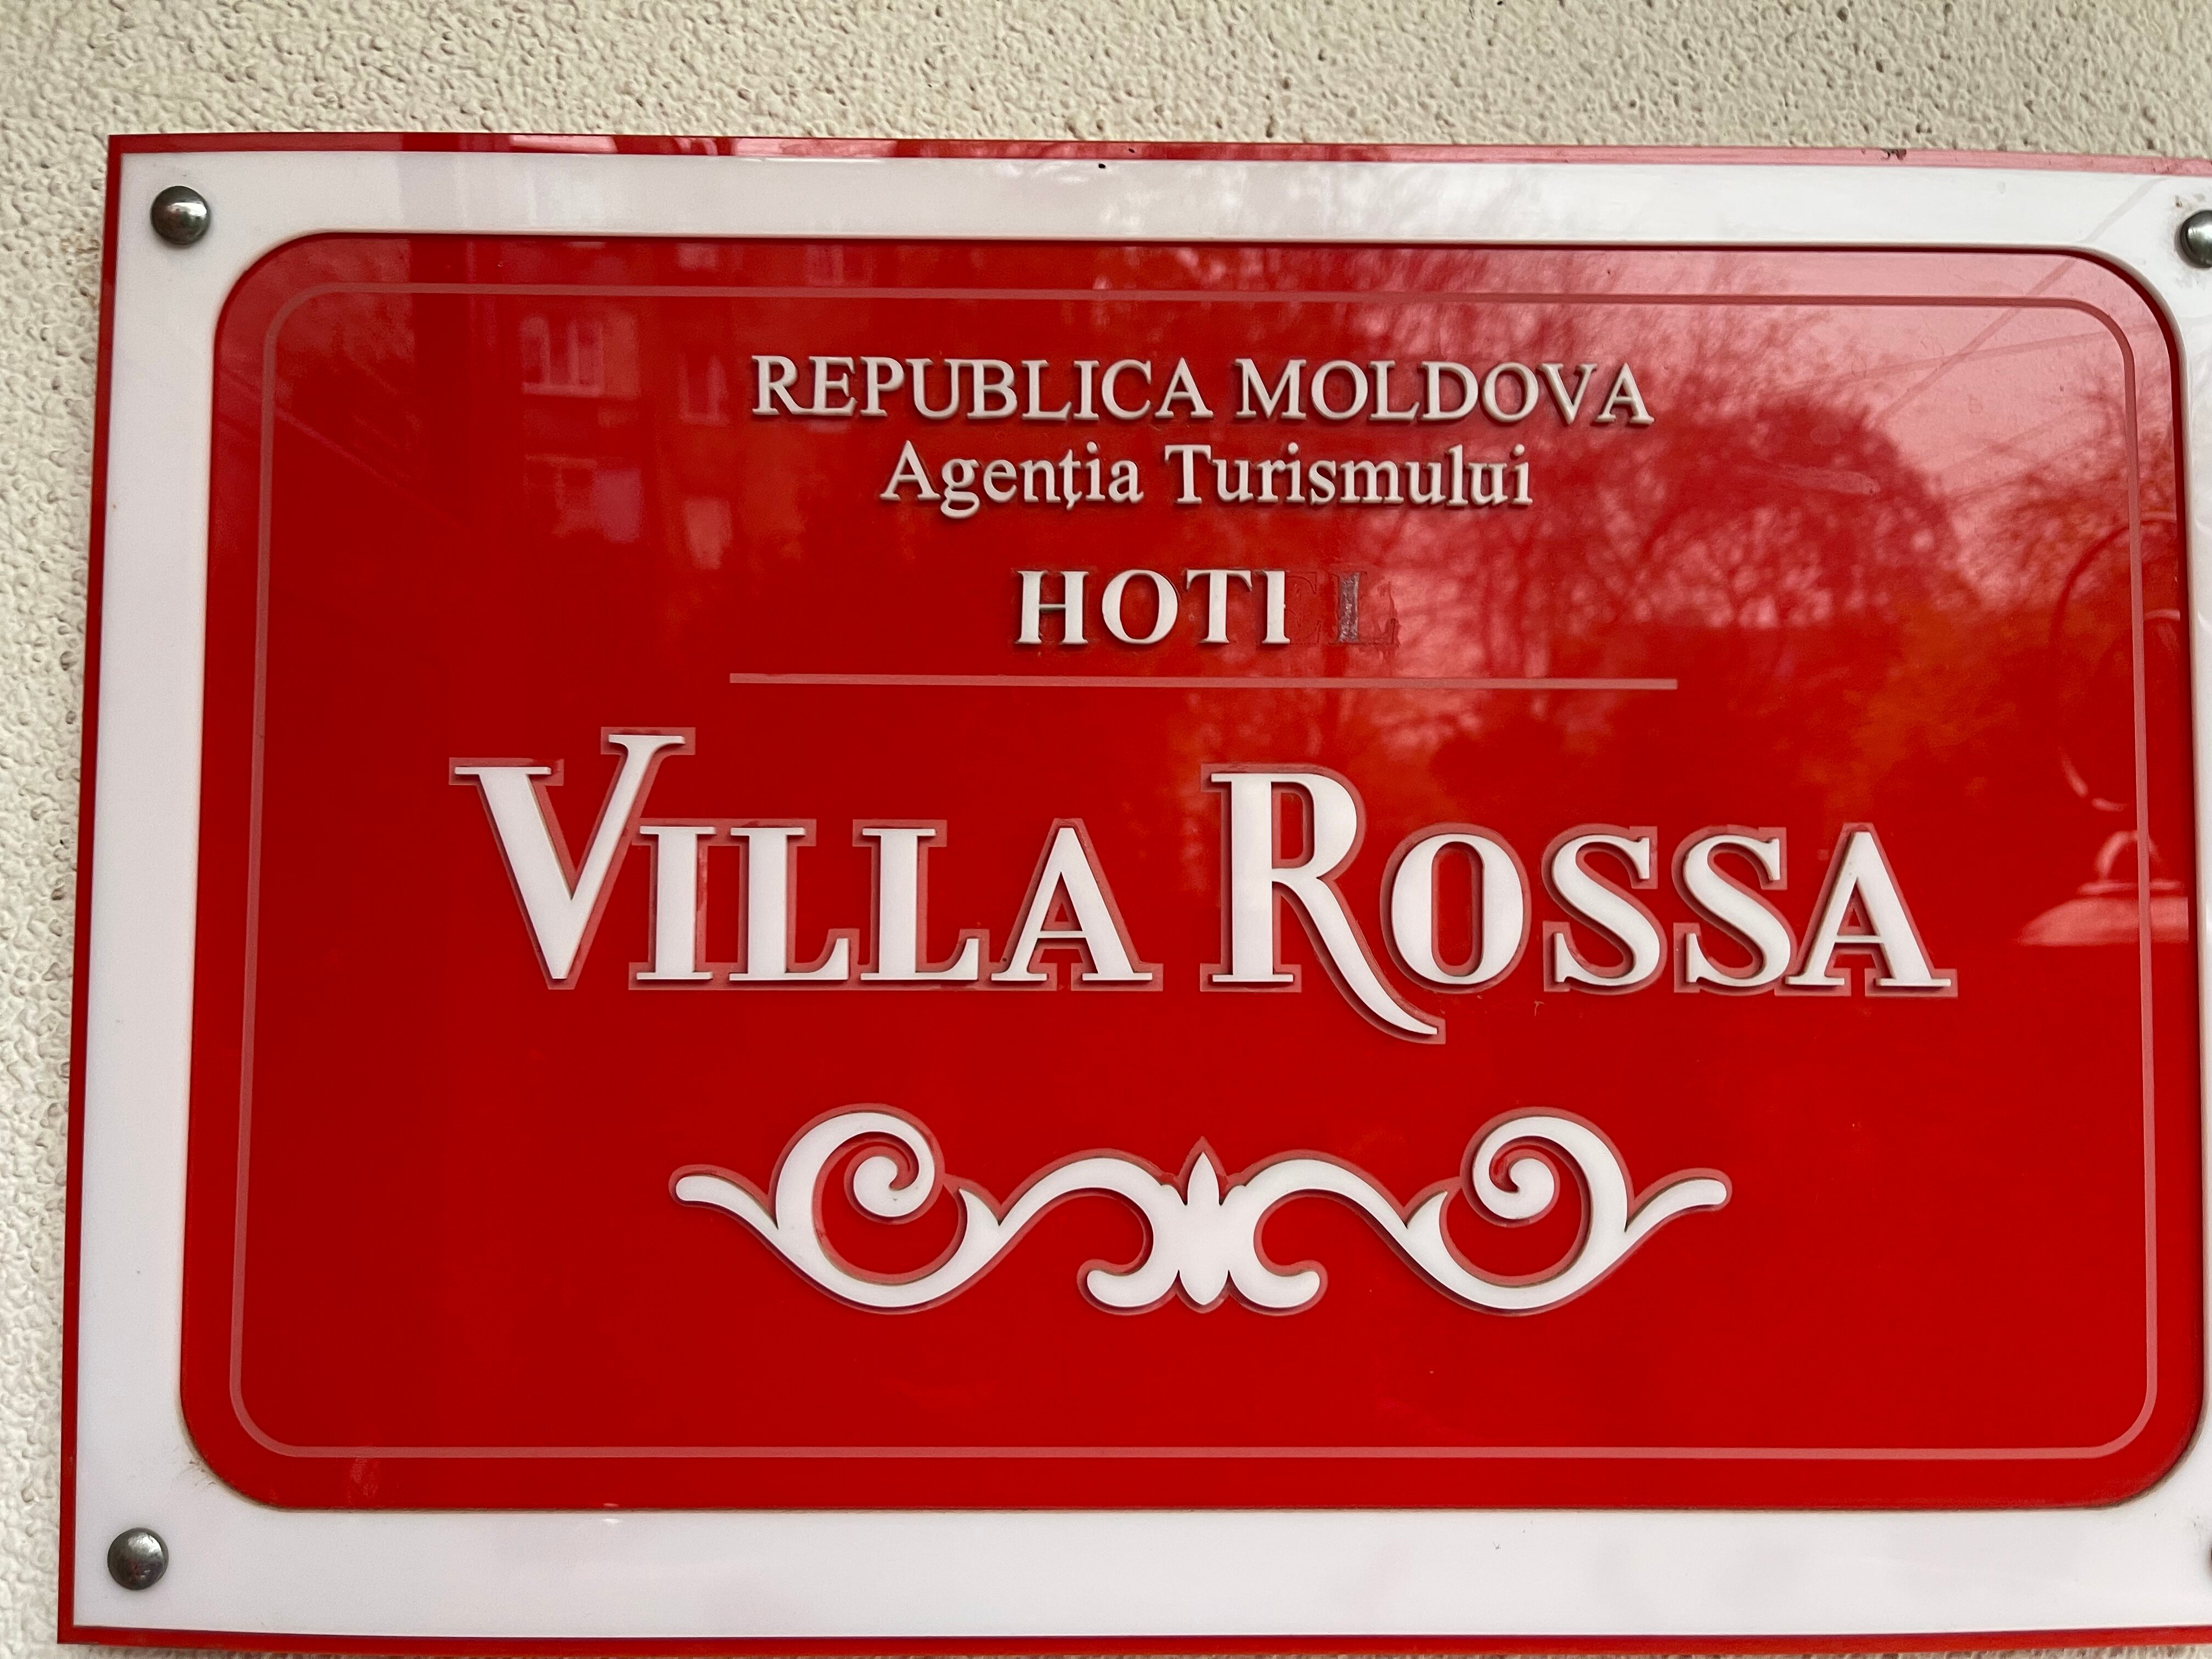 REPUBLICA MOLDOVA
Agenția Turismului
HOTEL
VILLA ROSSA